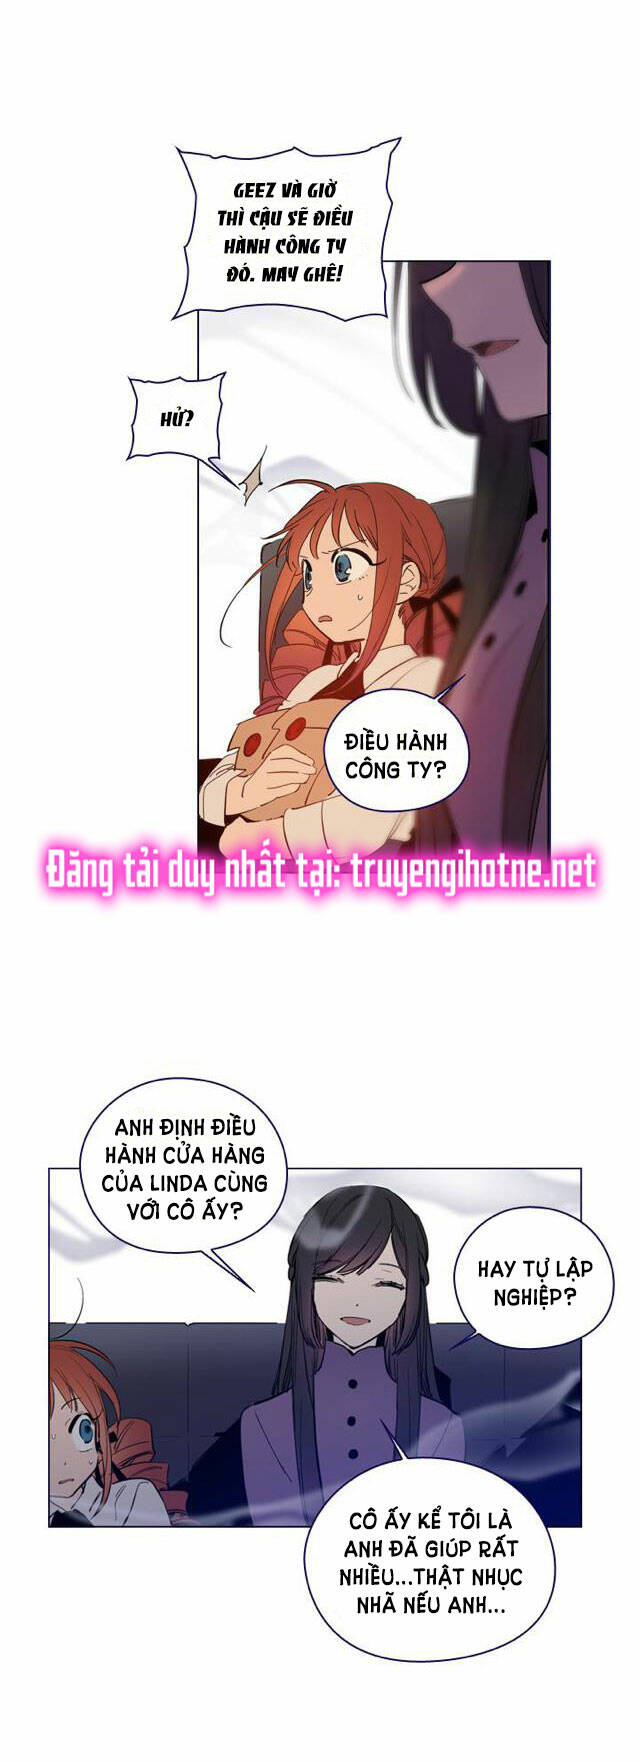 GEEZ VÀ GIỜ
THÌ CẬU SẼ ĐIỀU
HÀNH CÔNG TY
ĐÓ. MAY GHÊ!
HỬ?
ĐIỀU HÀNH
CÔNG TY?
Đăng tải duy nhất tại: truyengihotne.net
ANH ĐỊNH ĐIỀU
HÀNH CỬA HÀNG
CỦA LINDA CÙNG
VỚI CÔ ẤY?
HAY TỰ LẬP
NGHIỆP?
CÔ ẤY KỂ TÔI LÀ
ANH ĐÃ GIÚP RẤT
NHIỀU...THẬT NHỤC
NHÃ NẾU ANH...